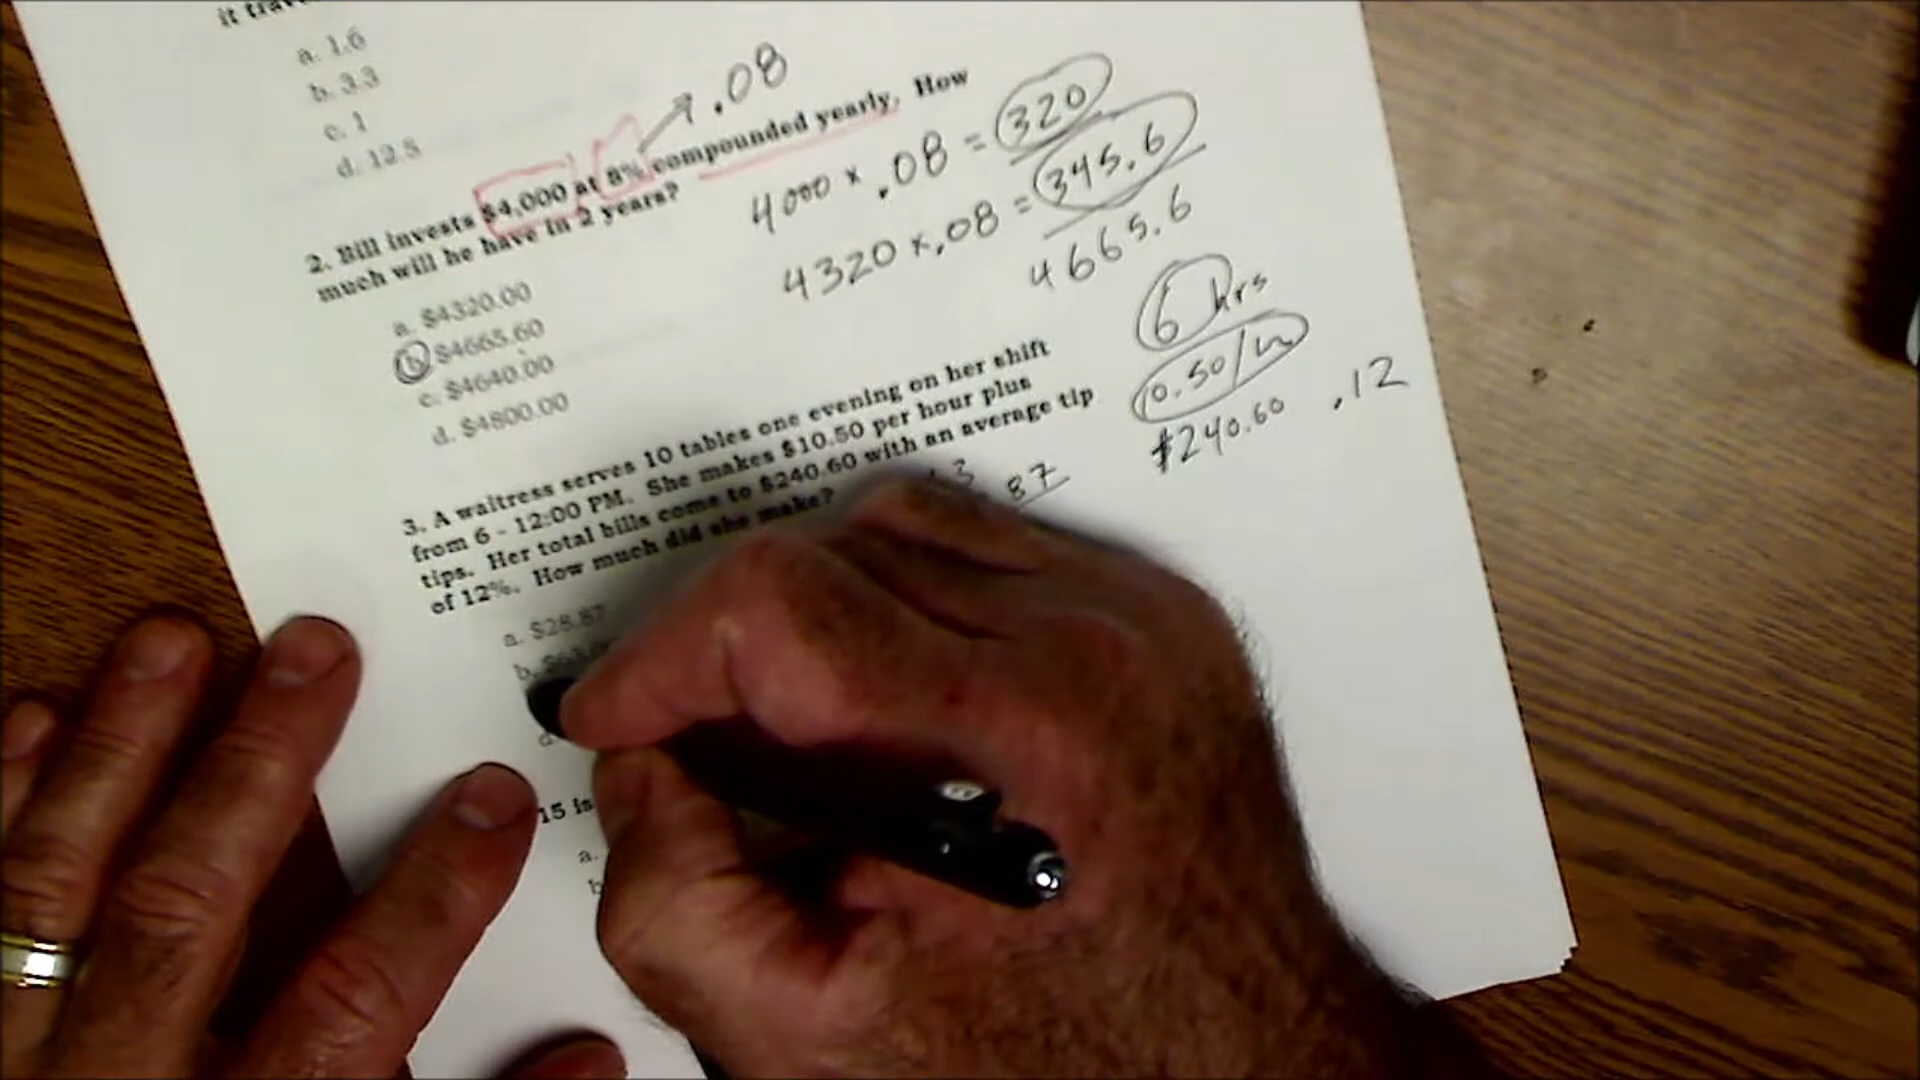 it
a. 1.6
b. 3.3
c. 1
d. 12.5
.08
2. Bill invests $4,000 at 8% compounded yearly. How
much will he have in 2 years?
4000 x .08 = 320
4320 x .08 = 345.6
4665.6
a. $4320.00
b $4665.60
c. $4640.00
d. $4800.00
6 hrs
0.50/
$240.60 .12
3. A waitress serves 10 tables one evening on her shift
from 6 - 12:00 PM. She makes $10.50 per hour plus
tips. Her total bills come to $240.60 with an average tip
of 12%. How much did she make?
3
87
a. $28.87
b.
d
15 is
a.
b